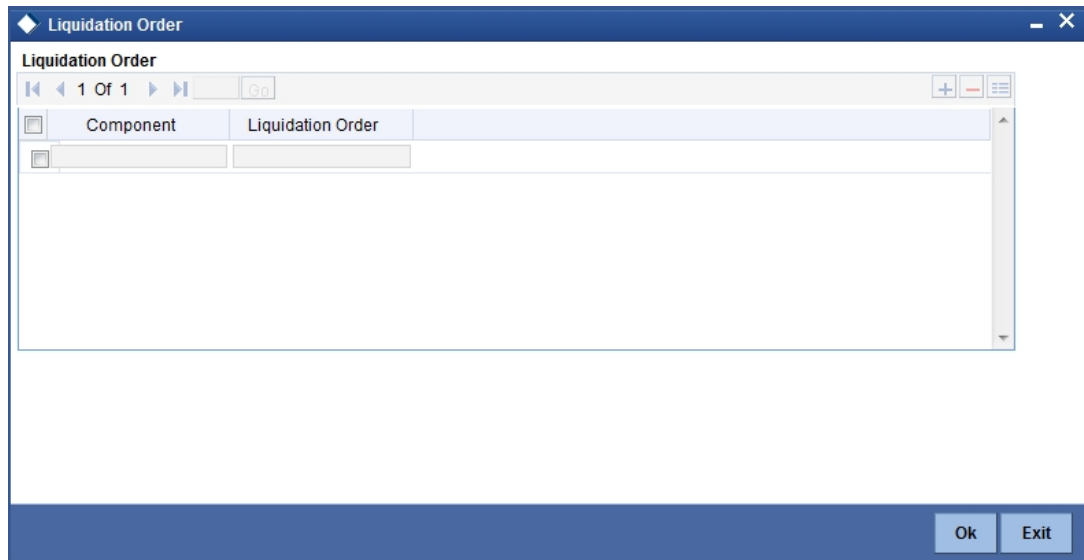 Liquidation Order
Liquidation Order
1 Of 1 Go
Component Liquidation Order
Ok Exit